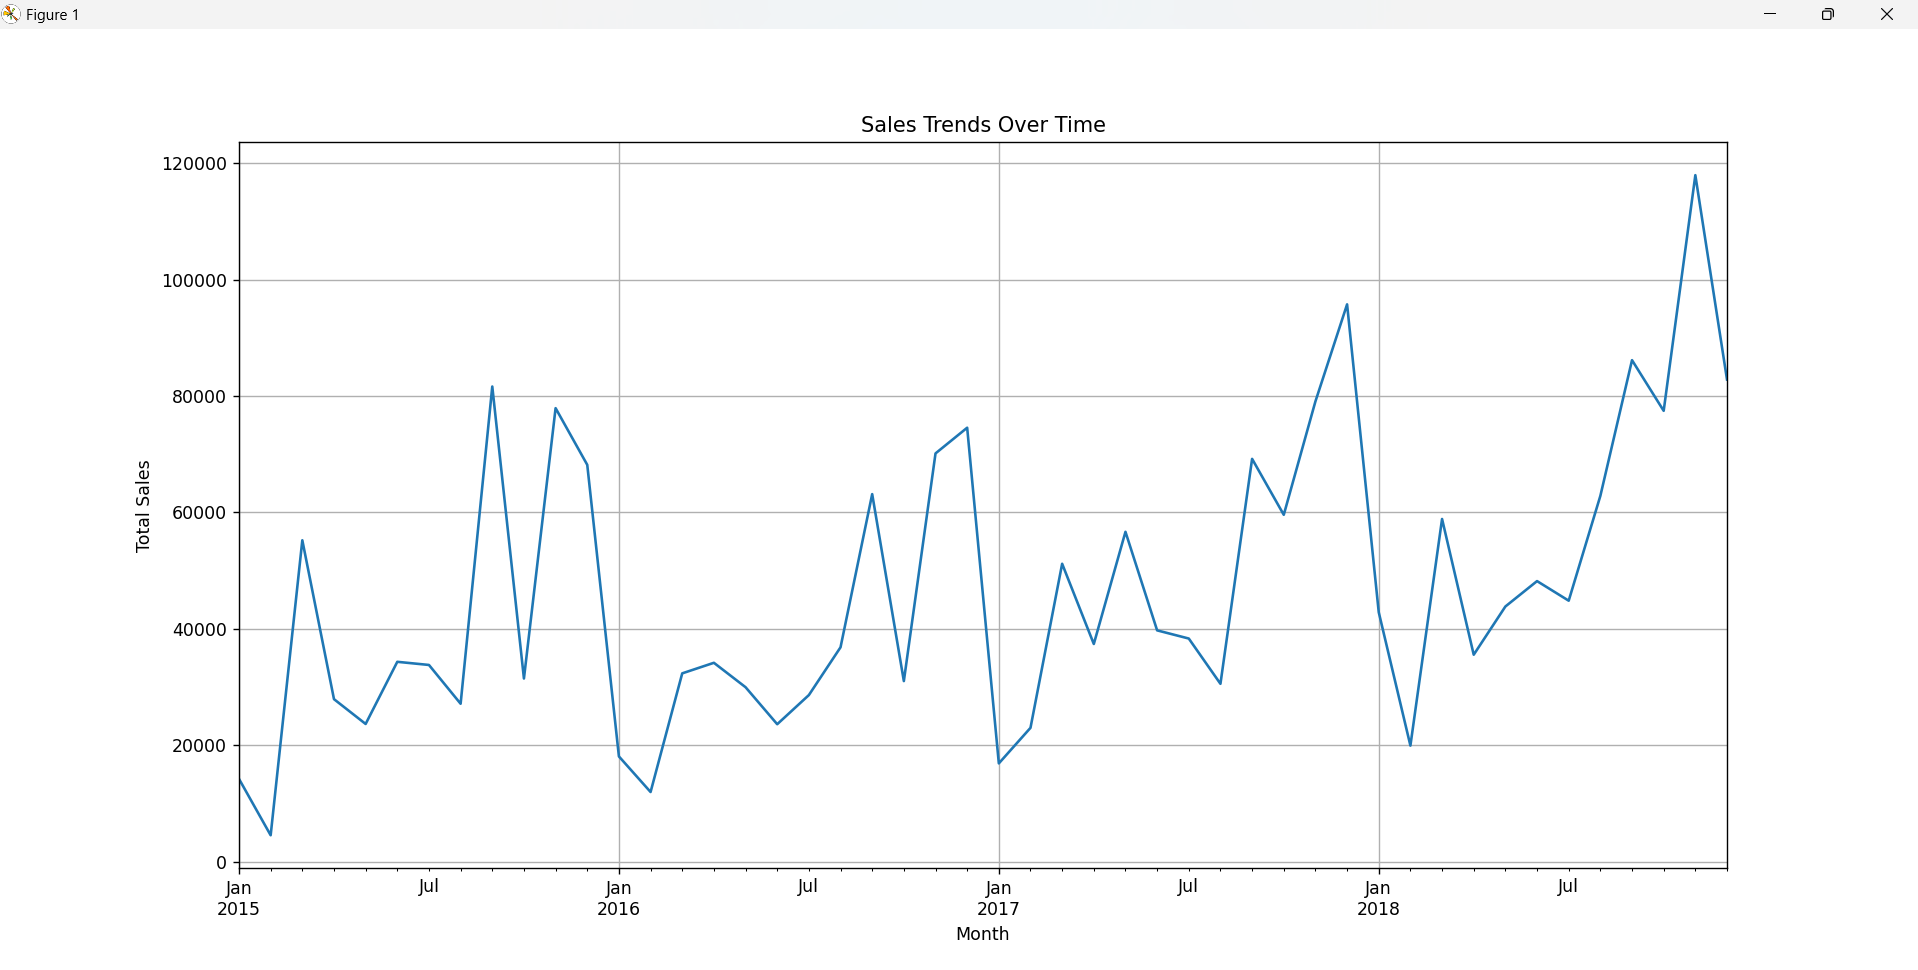 Figure 1
Sales Trends Over Time
120000
100000
80000
60000
40000
20000
0
Total Sales
Jan Jul Jan Jul Jan Jul Jan Jul
2015 2016 2017 2018
Month